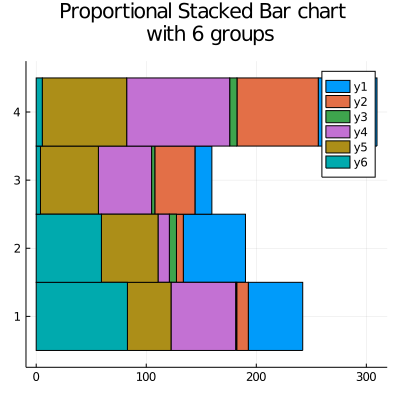 Proportional Stacked Bar chart
with 6 groups
y1
y2
y3
y4
y5
y6
4
3
2
1
0 100 200 300